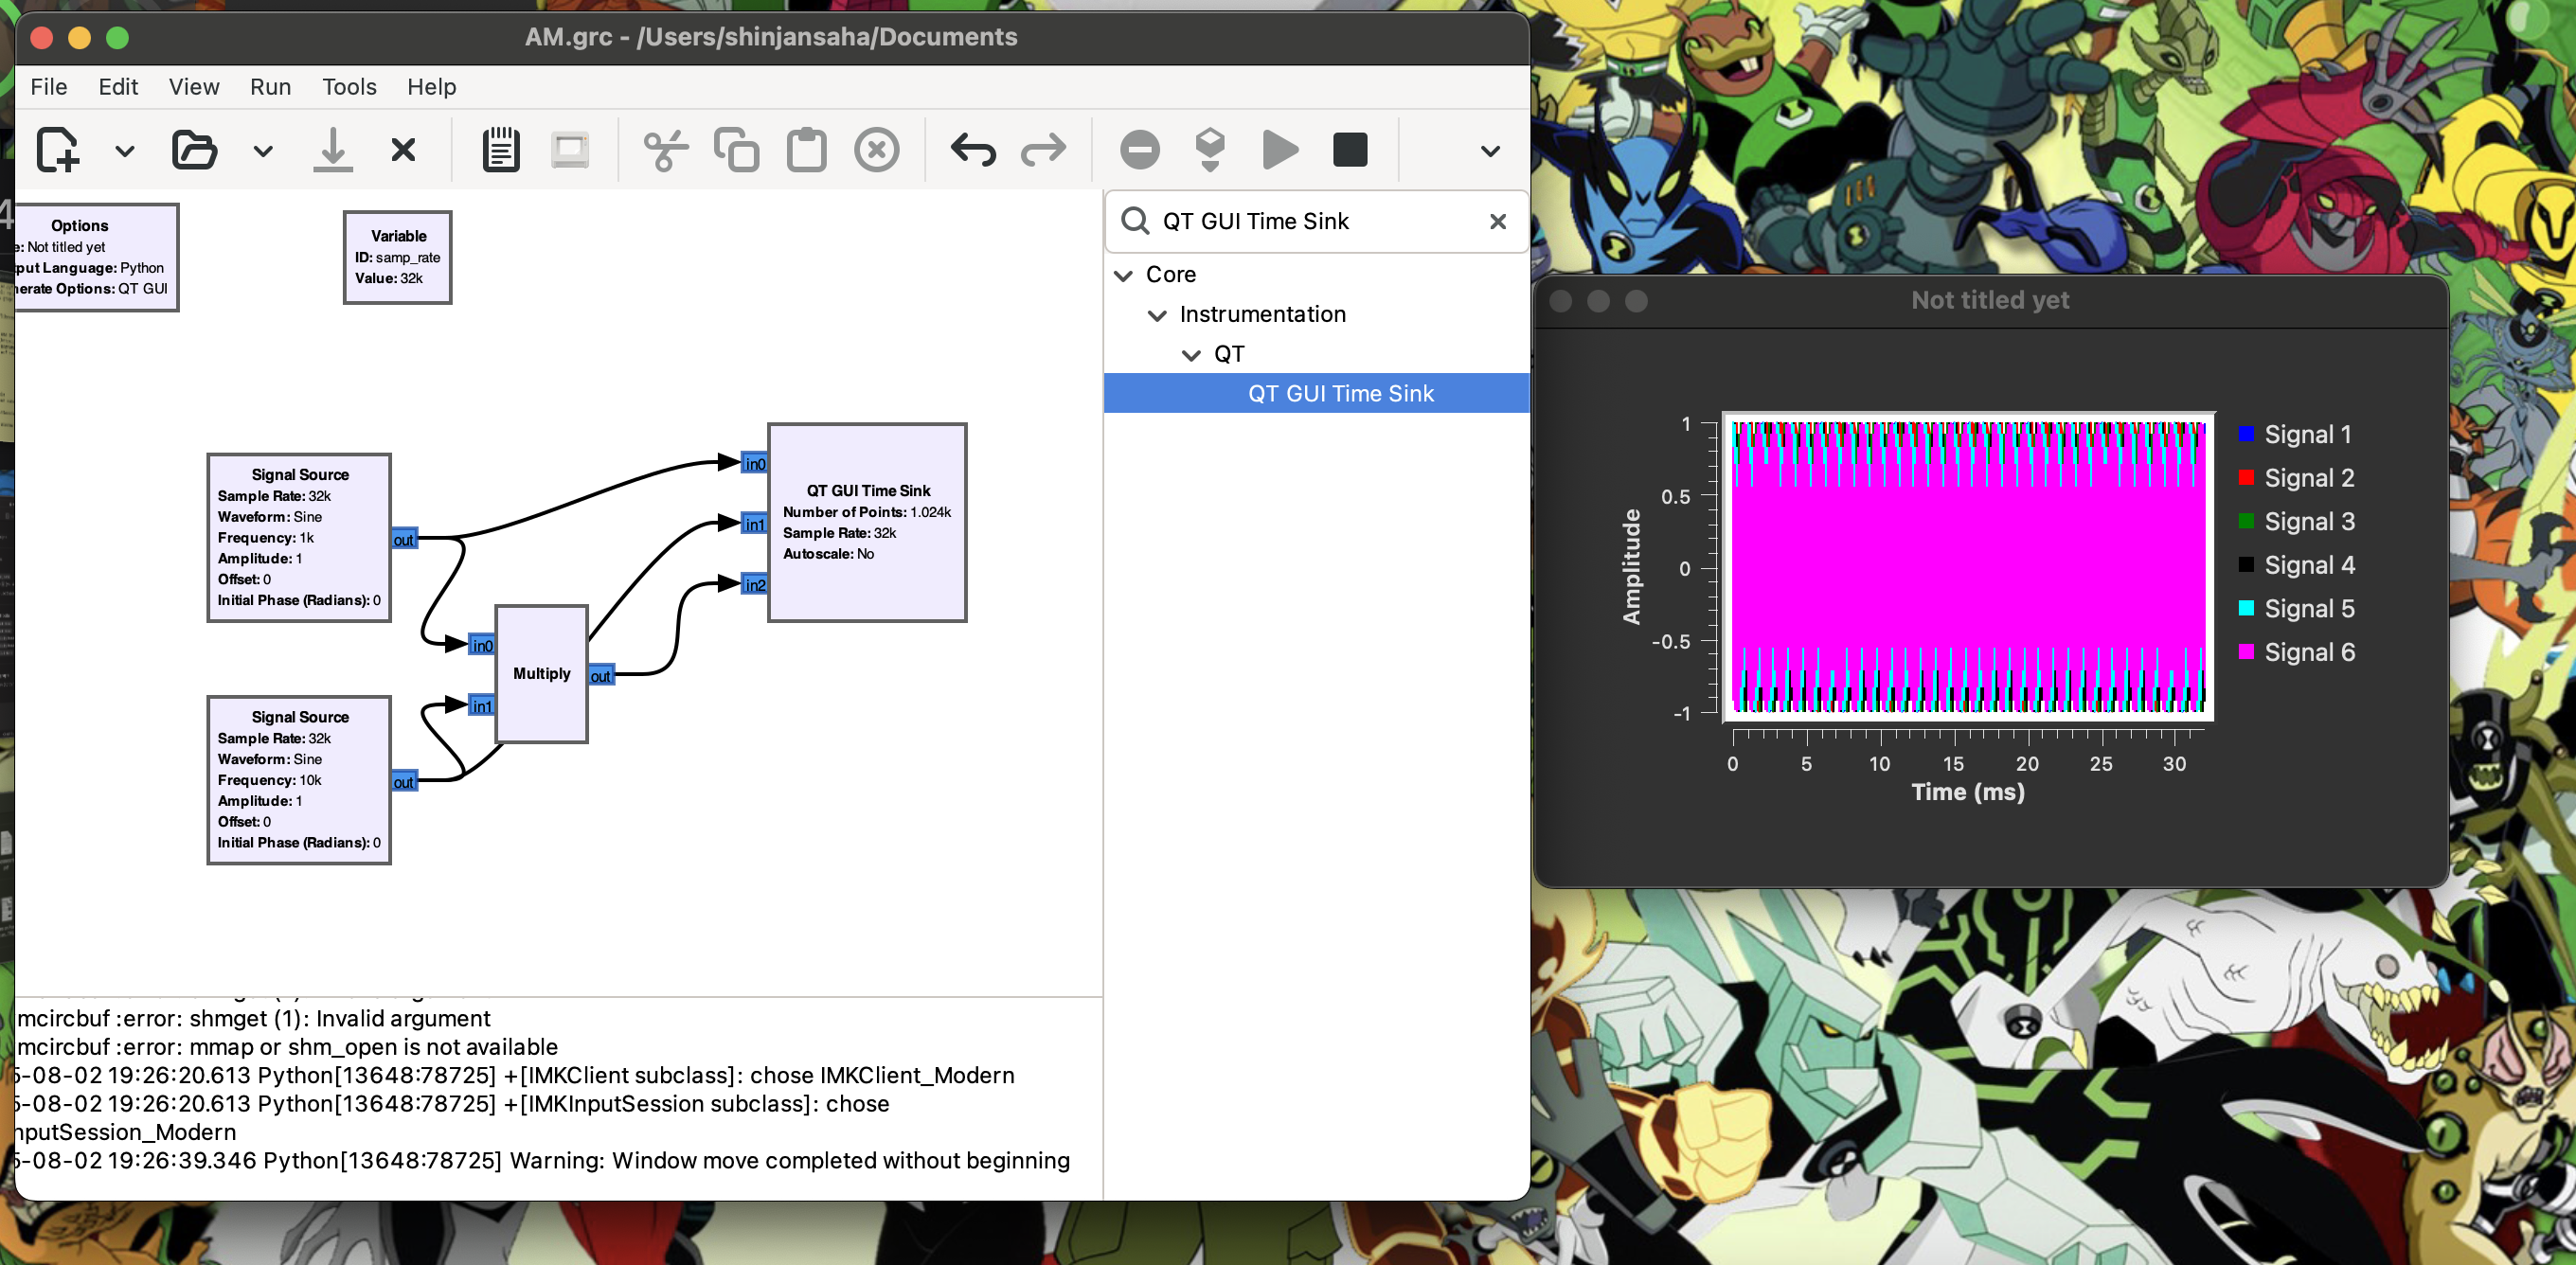 AM.grc - /Users/shinjansaha/Documents
File Edit View Run Tools Help
Options
e: Not titled yet
put Language: Python
nerate Options: QT GUI
Variable
ID: samp_rate
Value: 32k
Signal Source
Sample Rate: 32k
Waveform: Sine
Frequency: 1k
Amplitude: 1
Offset: 0
Initial Phase (Radians): 0
out
Signal Source
Sample Rate: 32k
Waveform: Sine
Frequency: 10k
Amplitude: 1
Offset: 0
Initial Phase (Radians): 0
out
in0
in1
Multiply
out
in0
in1
in2
QT GUI Time Sink
Number of Points: 1.024k
Sample Rate: 32k
Autoscale: No
QT GUI Time Sink
Core
Instrumentation
QT
QT GUI Time Sink
mcircbuf :error: shmget (1): Invalid argument
mcircbuf :error: mmap or shm_open is not available
5-08-02 19:26:20.613 Python[13648:78725] +[IMKClient subclass]: chose IMKClient_Modern
5-08-02 19:26:20.613 Python[13648:78725] +[IMKInputSession subclass]: chose
nputSession_Modern
5-08-02 19:26:39.346 Python[13648:78725] Warning: Window move completed without beginning
Not titled yet
Amplitude
1
0.5
0
-0.5
-1
0 5 10 15 20 25 30
Time (ms)
Signal 1
Signal 2
Signal 3
Signal 4
Signal 5
Signal 6